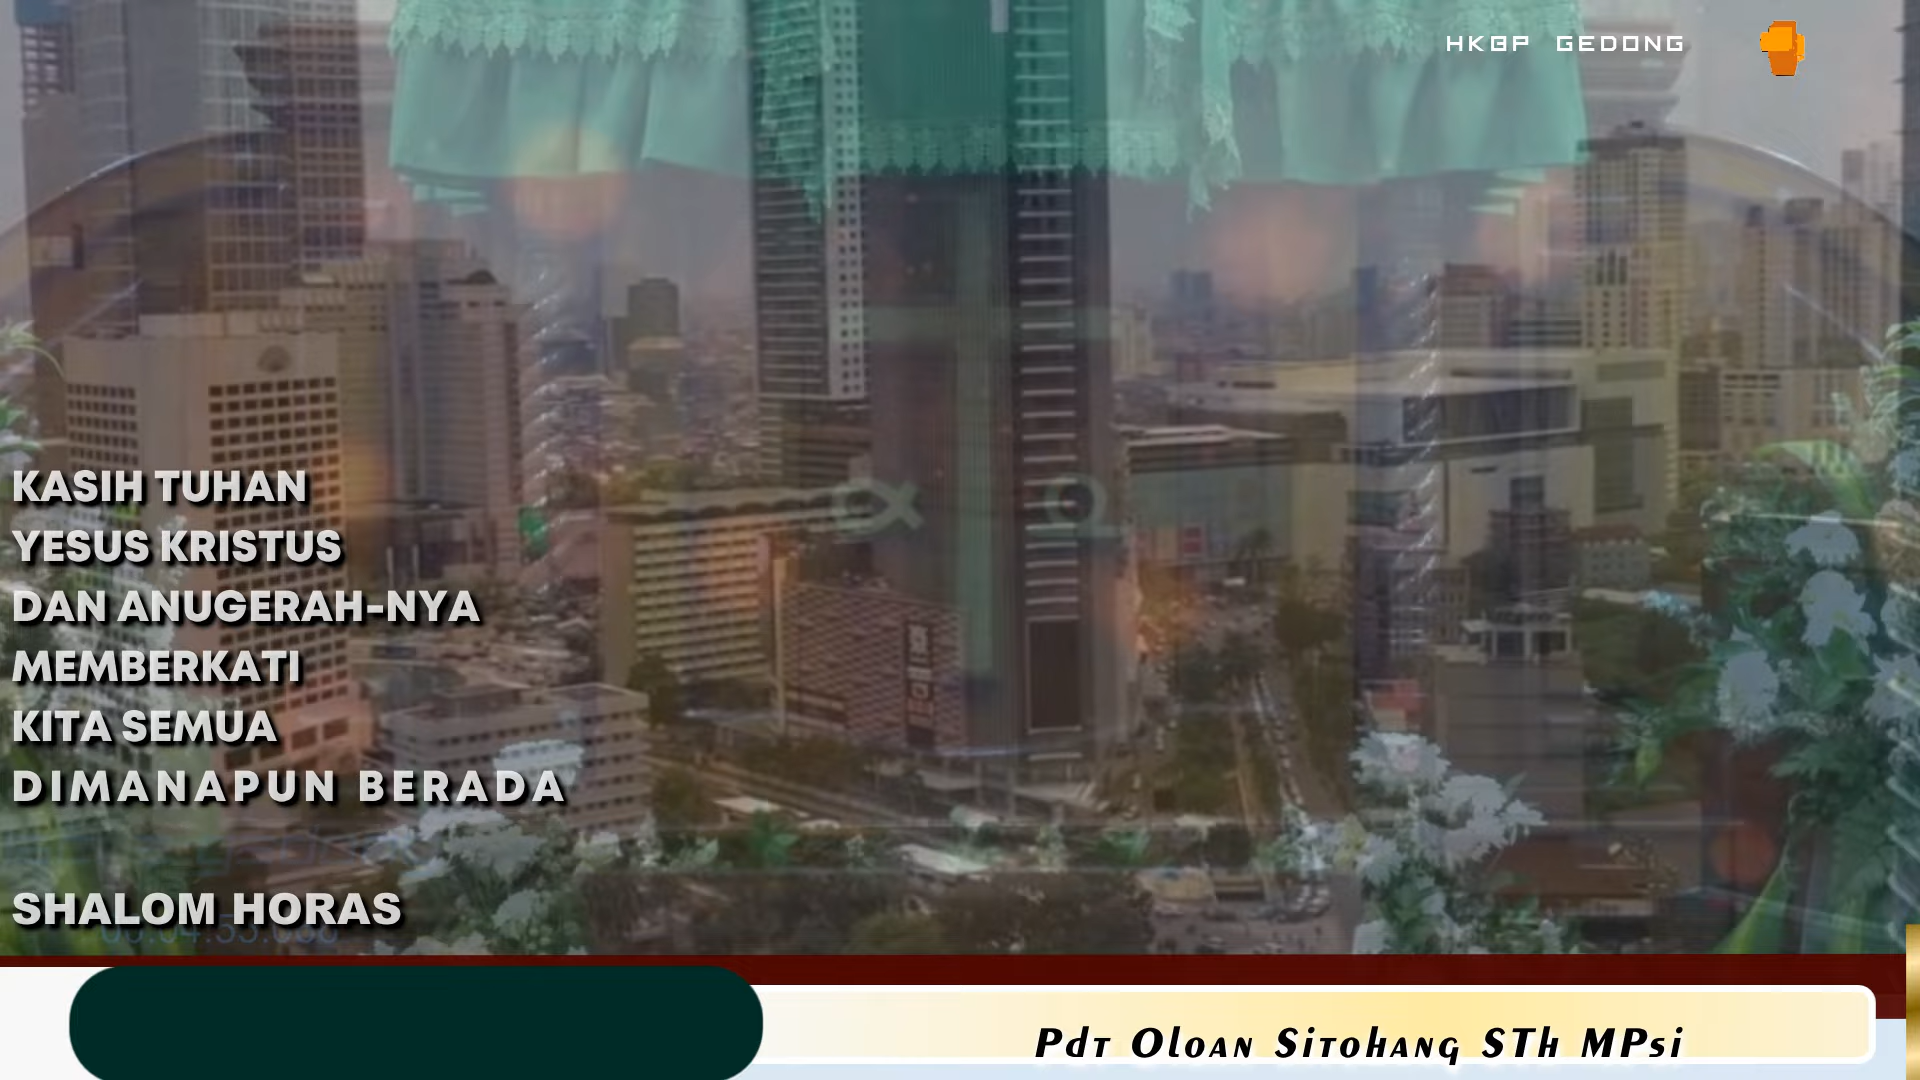 HKBP GEDONG
KASIH TUHAN
YESUS KRISTUS
DAN ANUGERAH-NYA
MEMBERKATI
KITA SEMUA
DIMANAPUN BERADA
SHALOM HORAS
Pdt Oloan Sitohang STh MPsi